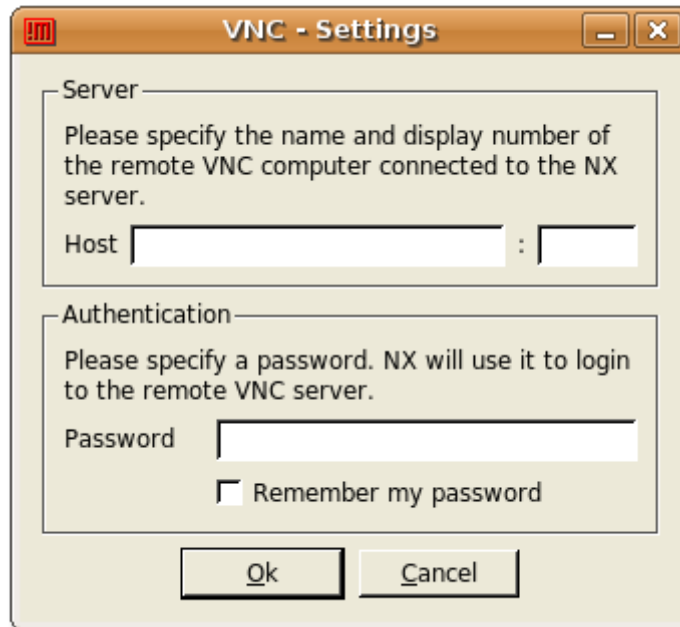 !M
VNC - Settings
Server
Please specify the name and display number of
the remote VNC computer connected to the NX
server.
Host :
Authentication
Please specify a password. NX will use it to login
to the remote VNC server.
Password
Remember my password
Ok Cancel